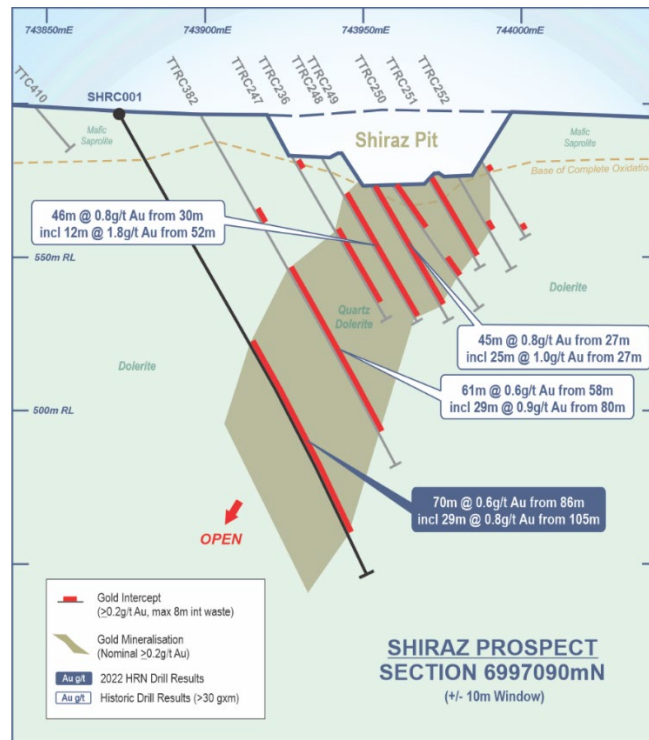 743850mE
743900mE
743950mE
744000mE
TTC410
SHRC001
TTRC382
TTRC247
TTRC236
TTRC248
TTRC249
TTRC250
TTRC251
TTRC252
Mafic
Saprolite
Shiraz Pit
Mafic
Saprolite
Base of Complete Oxidation
46m @ 0.8g/t Au from 30m
incl 12m @ 1.8g/t Au from 52m
550m RL
Dolerite
Quartz
Dolerite
45m @ 0.8g/t Au from 27m
incl 25m @ 1.0g/t Au from 27m
Dolerite
61m @ 0.6g/t Au from 58m
incl 29m @ 0.9g/t Au from 80m
500m RL
70m @ 0.6g/t Au from 86m
incl 29m @ 0.8g/t Au from 105m
OPEN
Gold Intercept
(≥0.2g/t Au, max 8m int waste)
Gold Mineralisation
(Nominal ≥0.2g/t Au)
Au g/t 2022 HRN Drill Results
Au g/t Historic Drill Results (>30 gxm)
SHIRAZ PROSPECT
SECTION 6997090mN
(+/- 10m Window)